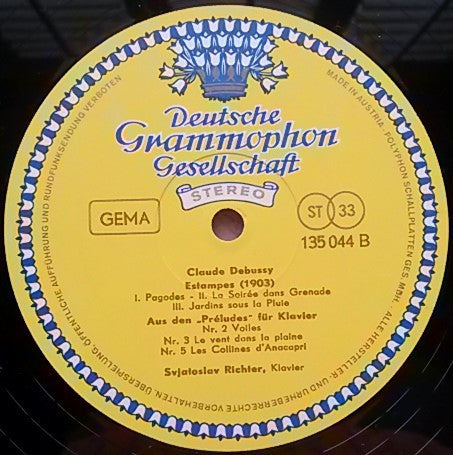 Deutsche
Grammophon
Gesellschaft
STEREO
GEMA
ST 33
135 044 B
Claude Debussy
Estampes (1903)
I. Pagodes - II. La Soirée dans Grenade
III. Jardins sous la Pluie
Aus den „Préludes" für Klavier
Nr. 2 Voiles
Nr. 3 Le vent dans la plaine
Nr. 5 Les Collines d'Anacapri
Svjatoslav Richter, Klavier
MADE IN AUSTRIA · POLYPHON SCHALLPLATTEN GES MBH. ALLE HERSTELLER- UND URHEBERRECHTE VORBEHALTEN. ÜBERSPIELUNG, ÖFFENTLICHE AUFFÜHRUNG UND RUNDFUNKSENDUNG VERBOTEN